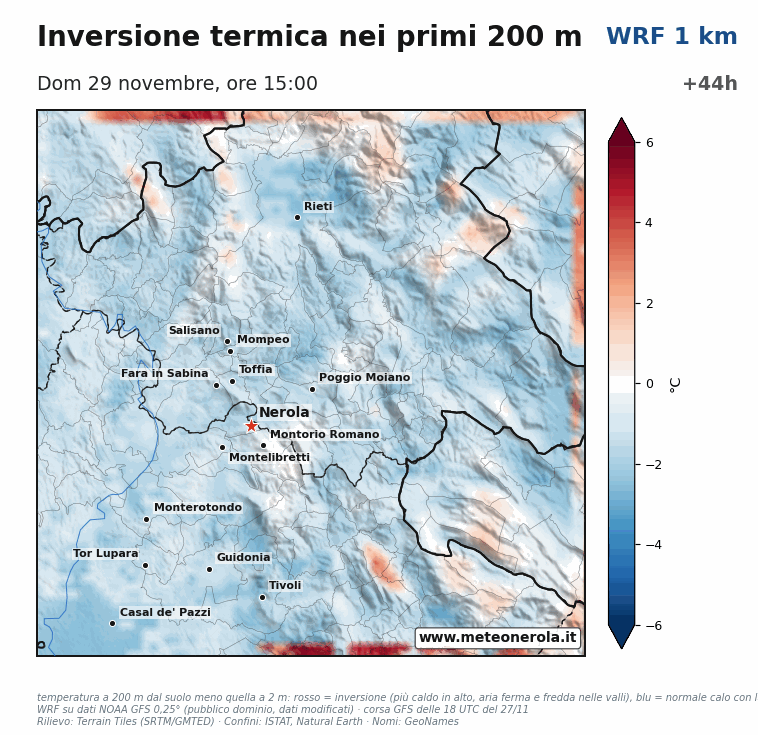 Inversione termica nei primi 200 m
WRF 1 km
Dom 29 novembre, ore 15:00
+44h
Rieti
Salisano
Mompeo
Fara in Sabina
Toffia
Poggio Moiano
Nerola
Montorio Romano
Montelibretti
Monterotondo
Tor Lupara
Guidonia
Tivoli
Casal de' Pazzi
www.meteonerola.it
6
4
2
0
−2
−4
−6
°C
temperatura a 200 m dal suolo meno quella a 2 m: rosso = inversione (più caldo in alto, aria ferma e fredda nelle valli), blu = normale calo con
WRF su dati NOAA GFS 0,25° (pubblico dominio, dati modificati) · corsa GFS delle 18 UTC del 27/11
Rilievo: Terrain Tiles (SRTM/GMTED) · Confini: ISTAT, Natural Earth · Nomi: GeoNames